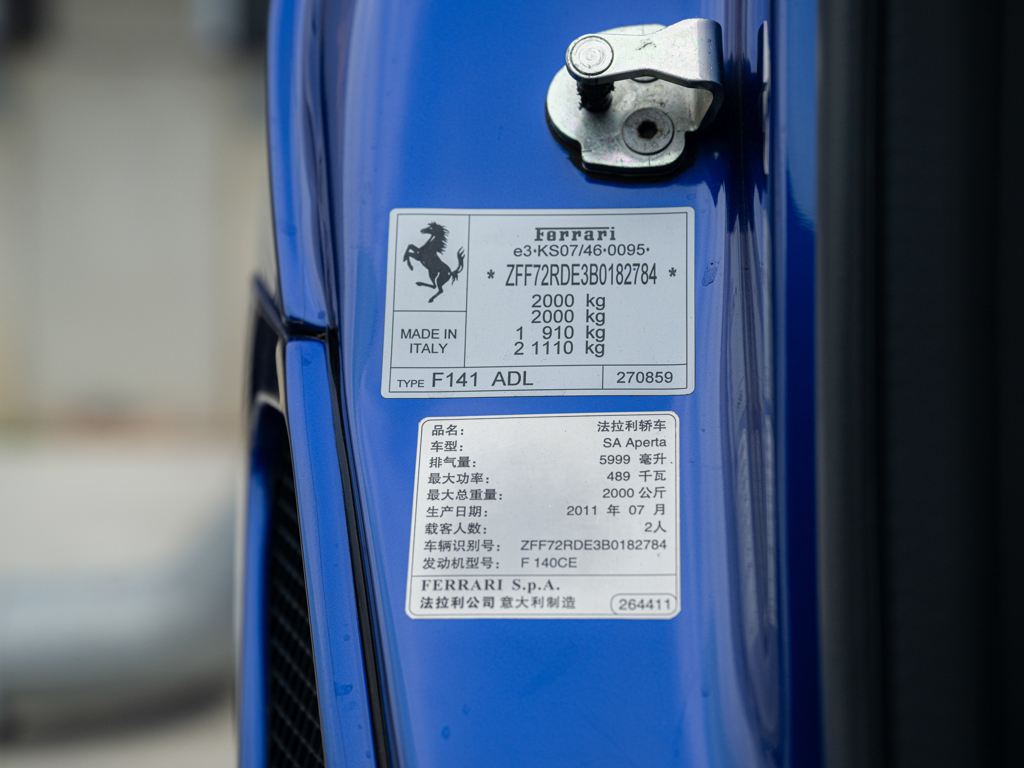 Ferrari
e3·KS07/46·0095·
* ZFF72RDE3B0182784 *
2000 kg
2000 kg
1 910 kg
2 1110 kg
MADE IN
ITALY
TYPE F141 ADL 270859
品名： 法拉利轿车
车型： SA Aperta
排气量： 5999 毫升
最大功率： 489 千瓦
最大总重量： 2000 公斤
生产日期： 2011 年 07 月
载客人数： 2人
车辆识别号： ZFF72RDE3B0182784
发动机型号： F 140CE
FERRARI S.p.A.
法拉利公司 意大利制造 264411